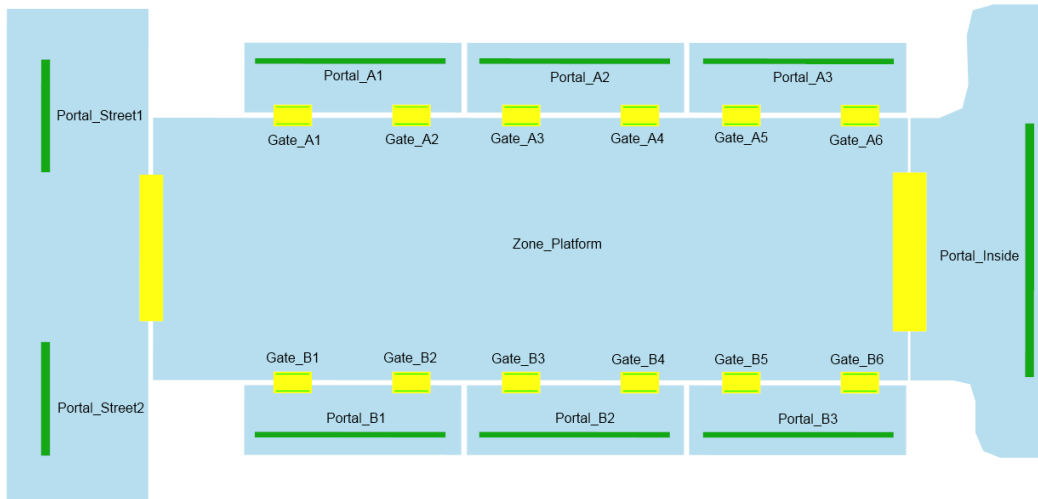 Portal_A1
Portal_A2
Portal_A3
Portal_Street1
Gate_A1
Gate_A2
Gate_A3
Gate_A4
Gate_A5
Gate_A6
Zone_Platform
Portal_Inside
Gate_B1
Gate_B2
Gate_B3
Gate_B4
Gate_B5
Gate_B6
Portal_Street2
Portal_B1
Portal_B2
Portal_B3